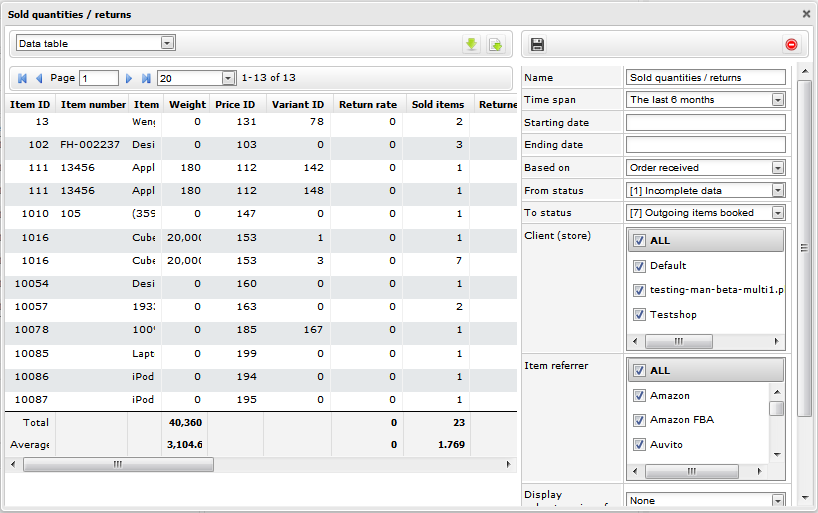 Sold quantities / returns
Data table
Page 1 20 1-13 of 13
Item ID Item number Item Weight Price ID Variant ID Return rate Sold items Returne
13 Weng 0 131 78 0 2
102 FH-002237 Desi 0 103 0 0 3
111 13456 Appl 180 112 142 0 1
111 13456 Appl 180 112 148 0 1
1010 105 (359 0 147 0 0 1
1016 Cube 20,000 153 1 0 1
1016 Cube 20,000 153 3 0 7
10054 Desi 0 160 0 0 1
10057 193 0 163 0 0 2
10078 100% 0 185 167 0 1
10085 Lapt 0 199 0 0 1
10086 iPod 0 194 0 0 1
10087 iPod 0 195 0 0 1
Total 40,360 0 23
Average 3,104.6 0 1.769
Name Sold quantities / returns
Time span The last 6 months
Starting date
Ending date
Based on Order received
From status [1] Incomplete data
To status [7] Outgoing items booked
Client (store) ALL
Default
testing-man-beta-multi1.pl
Testshop
Item referrer ALL
Amazon
Amazon FBA
Auvito
Display None